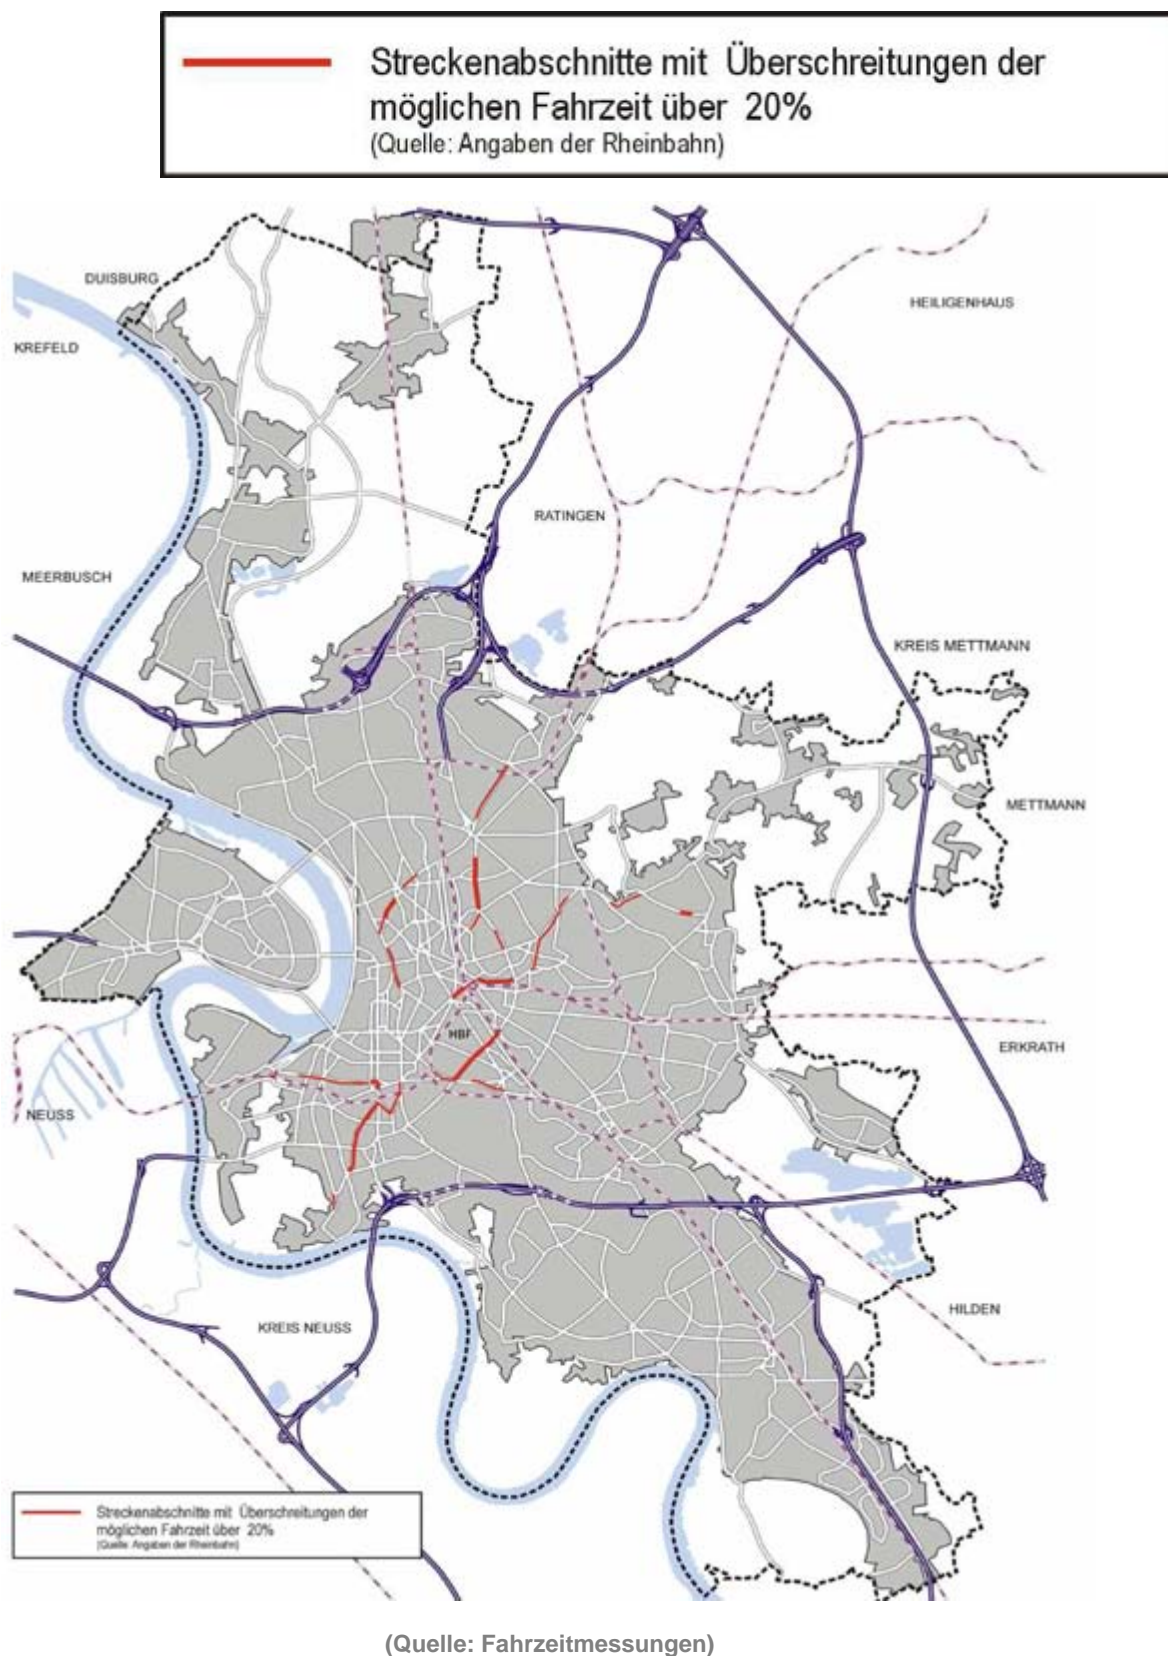 Streckenabschnitte mit Überschreitungen der
möglichen Fahrzeit über 20%
(Quelle: Angaben der Rheinbahn)
DUISBURG
HEILIGENHAUS
KREFELD
RATINGEN
MEERBUSCH
KREIS METTMANN
METTMANN
HBF
ERKRATH
NEUSS
HILDEN
KREIS NEUSS
Streckenabschnitte mit Überschreitungen der
möglichen Fahrzeit über 20%
(Quelle Angaben der Rheinbahn)
(Quelle: Fahrzeitmessungen)